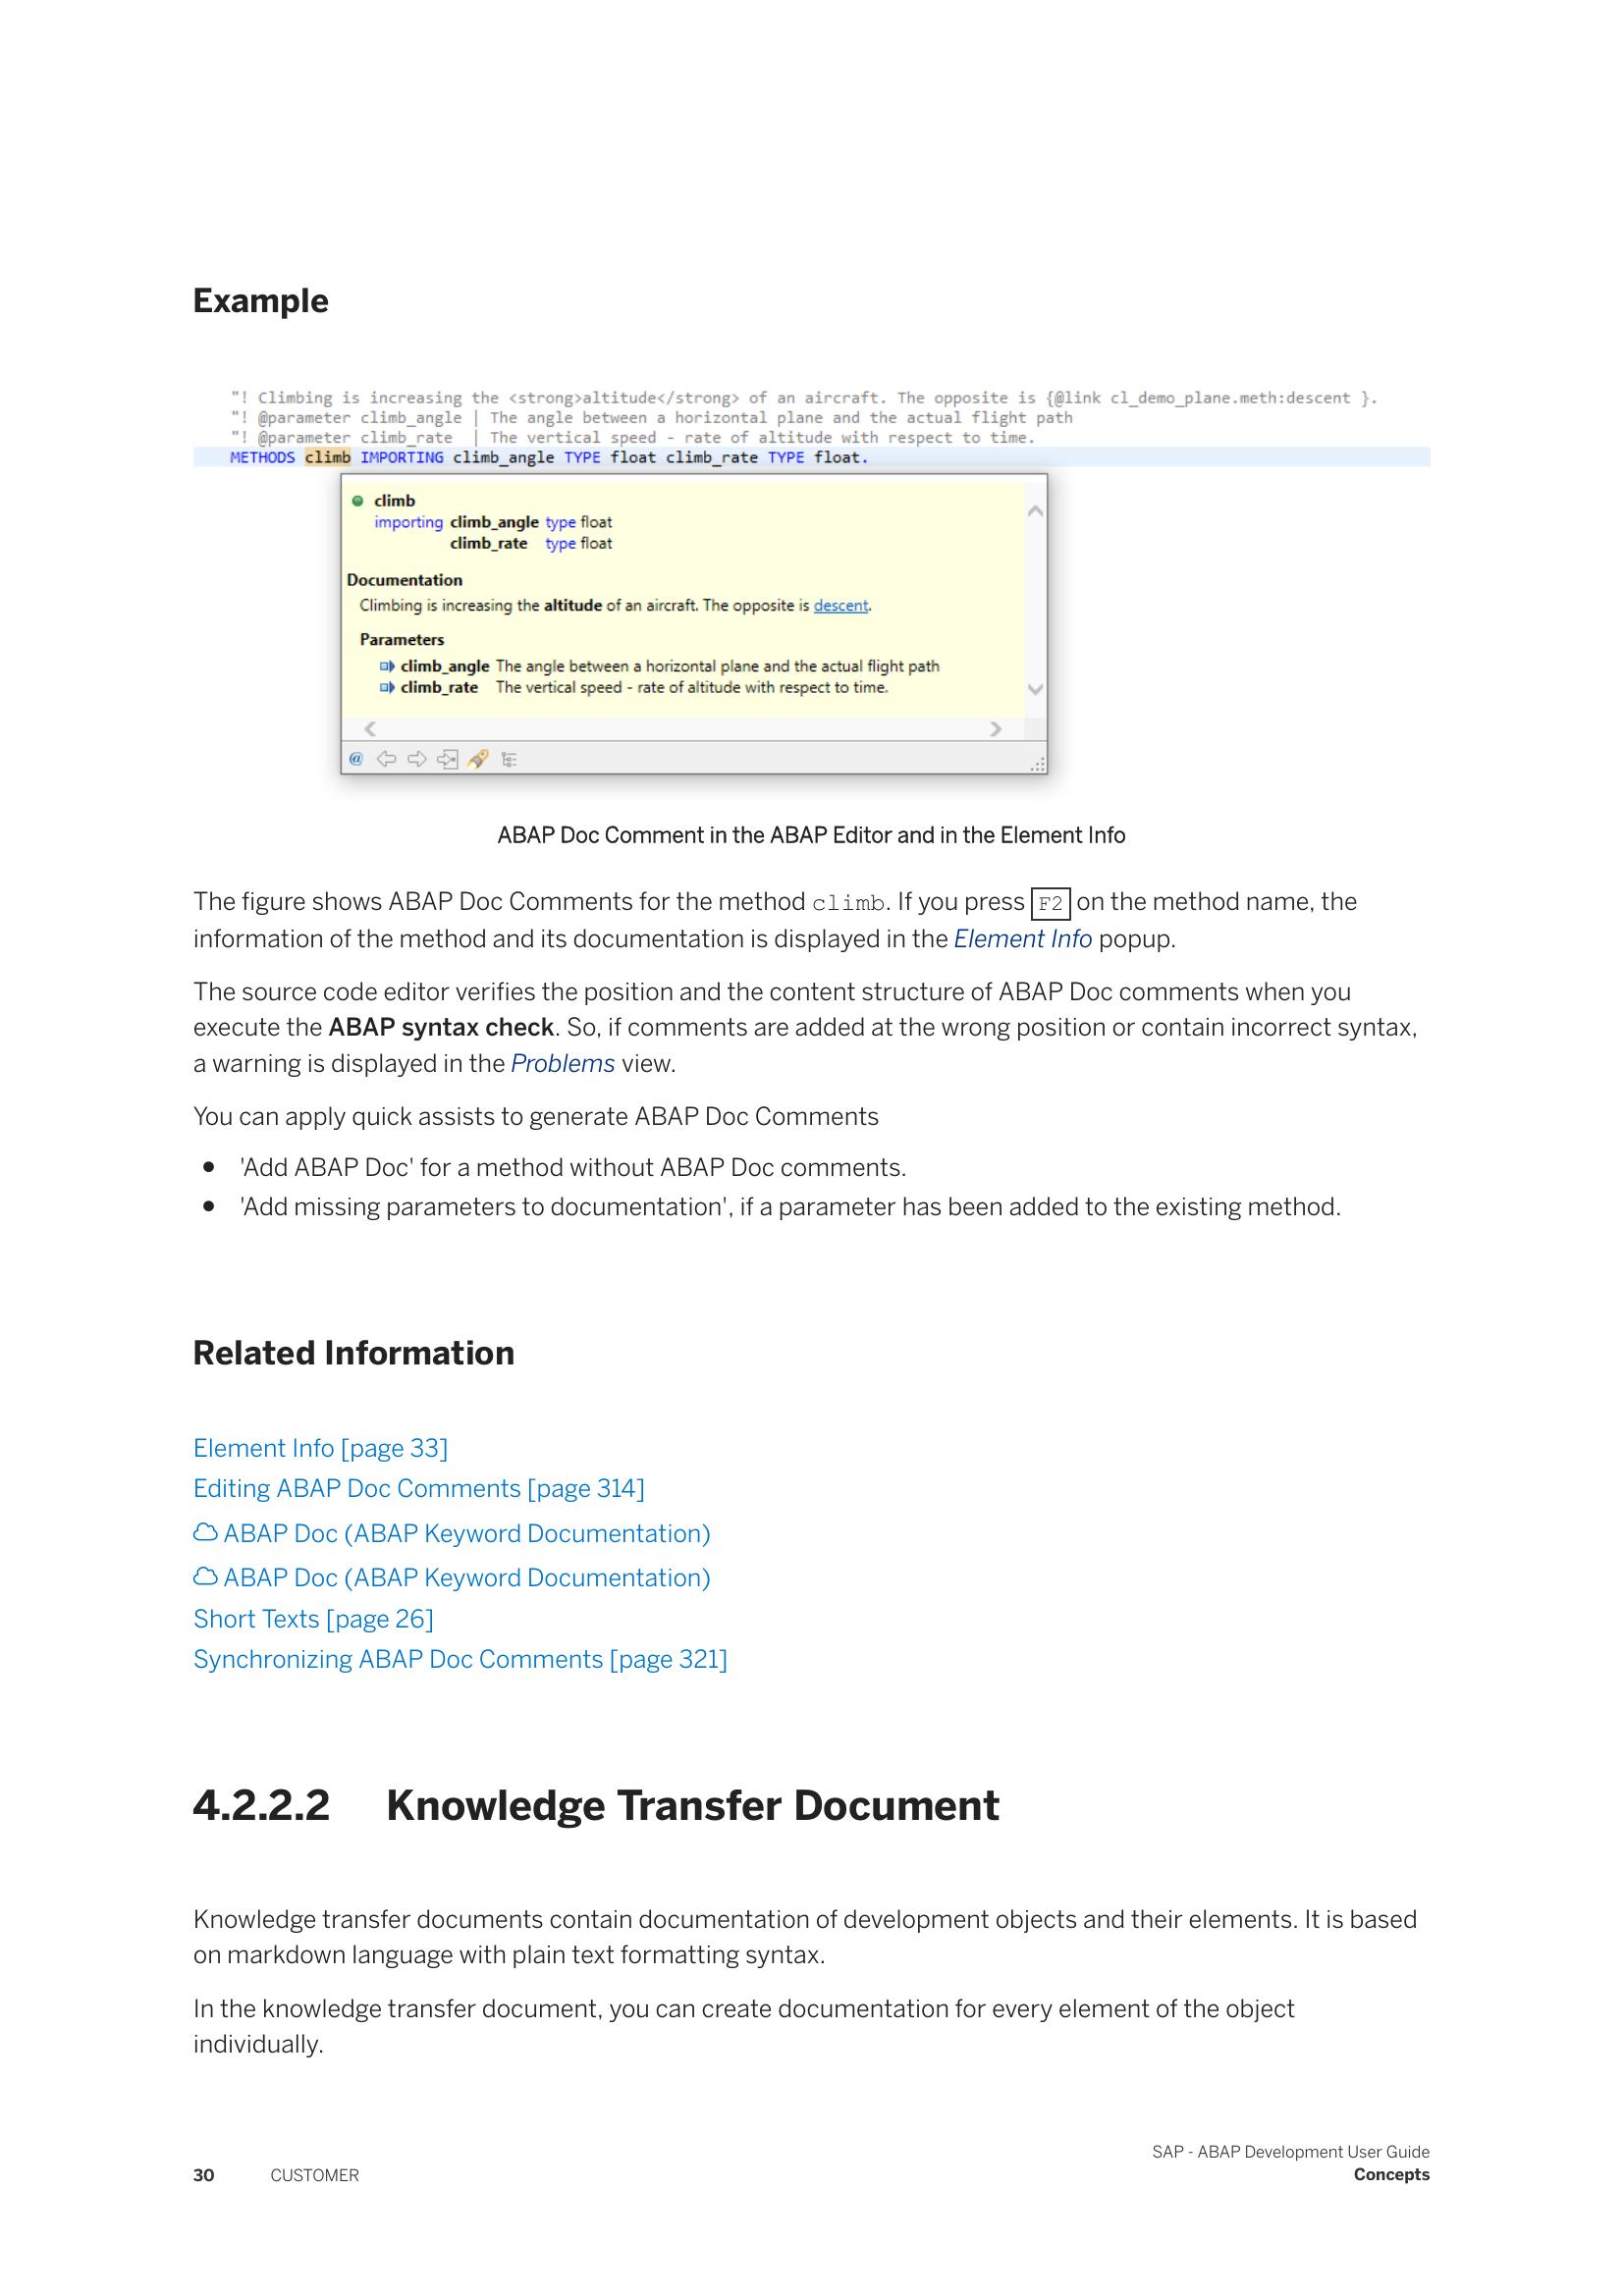 Example
"! Climbing is increasing the <strong>altitude</strong> of an aircraft. The opposite is {@link cl_demo_plane.meth:descent }.
"! @parameter climb_angle | The angle between a horizontal plane and the actual flight path
"! @parameter climb_rate  | The vertical speed - rate of altitude with respect to time.
METHODS climb IMPORTING climb_angle TYPE float climb_rate TYPE float.
climb
importing climb_angle type float
climb_rate type float
Documentation
Climbing is increasing the altitude of an aircraft. The opposite is descent.
Parameters
climb_angle The angle between a horizontal plane and the actual flight path
climb_rate The vertical speed - rate of altitude with respect to time.
ABAP Doc Comment in the ABAP Editor and in the Element Info
The figure shows ABAP Doc Comments for the method climb. If you press F2 on the method name, the
information of the method and its documentation is displayed in the Element Info popup.
The source code editor verifies the position and the content structure of ABAP Doc comments when you
execute the ABAP syntax check. So, if comments are added at the wrong position or contain incorrect syntax,
a warning is displayed in the Problems view.
You can apply quick assists to generate ABAP Doc Comments
● 'Add ABAP Doc' for a method without ABAP Doc comments.
● 'Add missing parameters to documentation', if a parameter has been added to the existing method.
Related Information
Element Info [page 33]
Editing ABAP Doc Comments [page 314]
ABAP Doc (ABAP Keyword Documentation)
ABAP Doc (ABAP Keyword Documentation)
Short Texts [page 26]
Synchronizing ABAP Doc Comments [page 321]
4.2.2.2 Knowledge Transfer Document
Knowledge transfer documents contain documentation of development objects and their elements. It is based
on markdown language with plain text formatting syntax.
In the knowledge transfer document, you can create documentation for every element of the object
individually.
SAP - ABAP Development User Guide
30 CUSTOMER Concepts